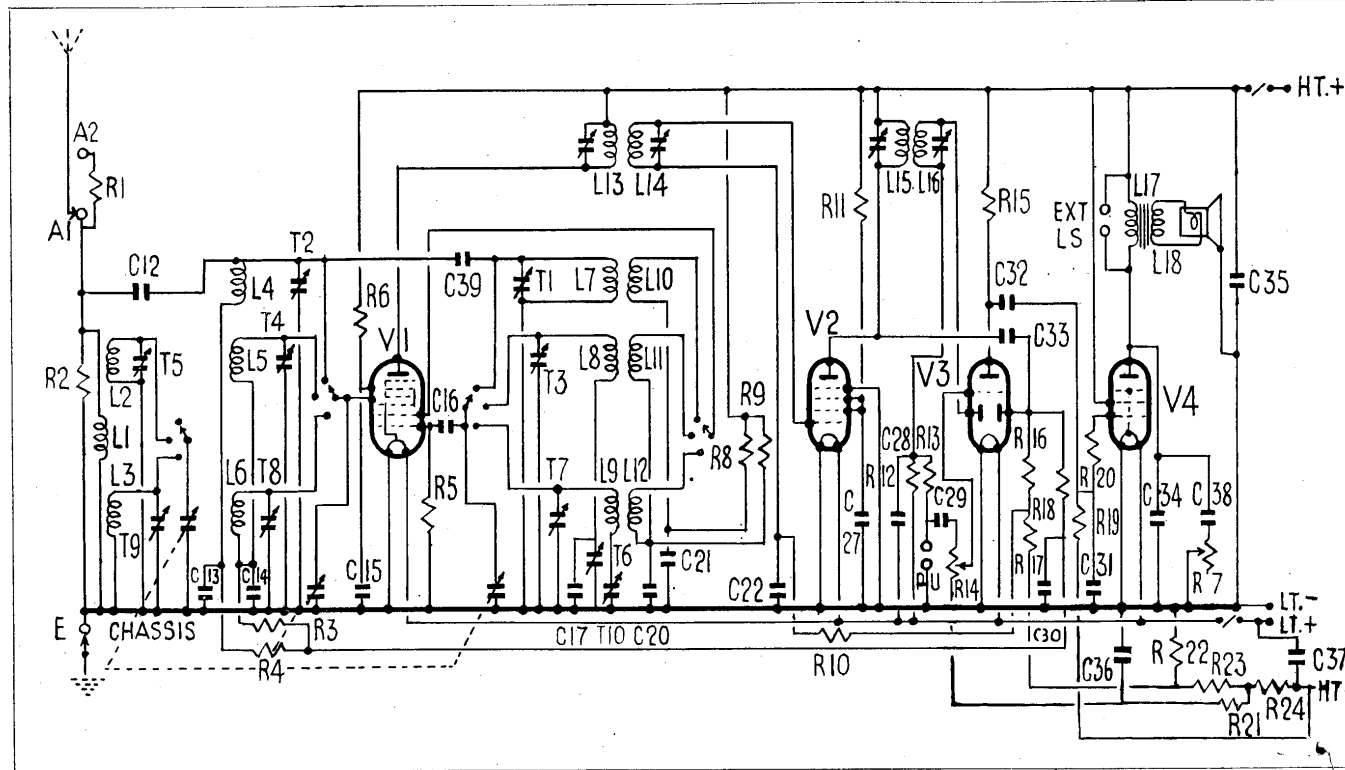 HT.+
A2
R1
A1
R11
L15
L16
R15
EXT
LS
L17
L18
L13
L14
T2
C12
L4
C39
T1
L7
L10
C32
C35
R6
V1
V2
C33
R2
T5
L2
T4
L5
T3
L8
L11
V3
V4
C16
R9
R8
L1
L3
L6
T8
R5
T7
L9
L12
C28
R13
R16
R12
R20
C34
C38
T9
C13
C14
C15
T6
C21
C22
C27
C29
PU
R14
R18
R17
C31
R19
R7
E
CHASSIS
R3
R4
C17 T10 C20
R10
C30
LT.-
LT.+
C36
R22
R23
R24
C37
HT
R21